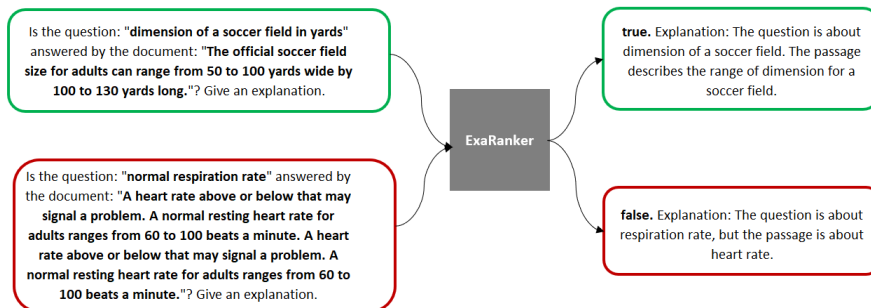 Is the question: "dimension of a soccer field in yards"
answered by the document: "The official soccer field
size for adults can range from 50 to 100 yards wide by
100 to 130 yards long."? Give an explanation.
Is the question: "normal respiration rate" answered by
the document: "A heart rate above or below that may
signal a problem. A normal resting heart rate for
adults ranges from 60 to 100 beats a minute. A heart
rate above or below that may signal a problem. A
normal resting heart rate for adults ranges from 60 to
100 beats a minute."? Give an explanation.
ExaRanker
true. Explanation: The question is about
dimension of a soccer field. The passage
describes the range of dimension for a
soccer field.
false. Explanation: The question is about
respiration rate, but the passage is about
heart rate.